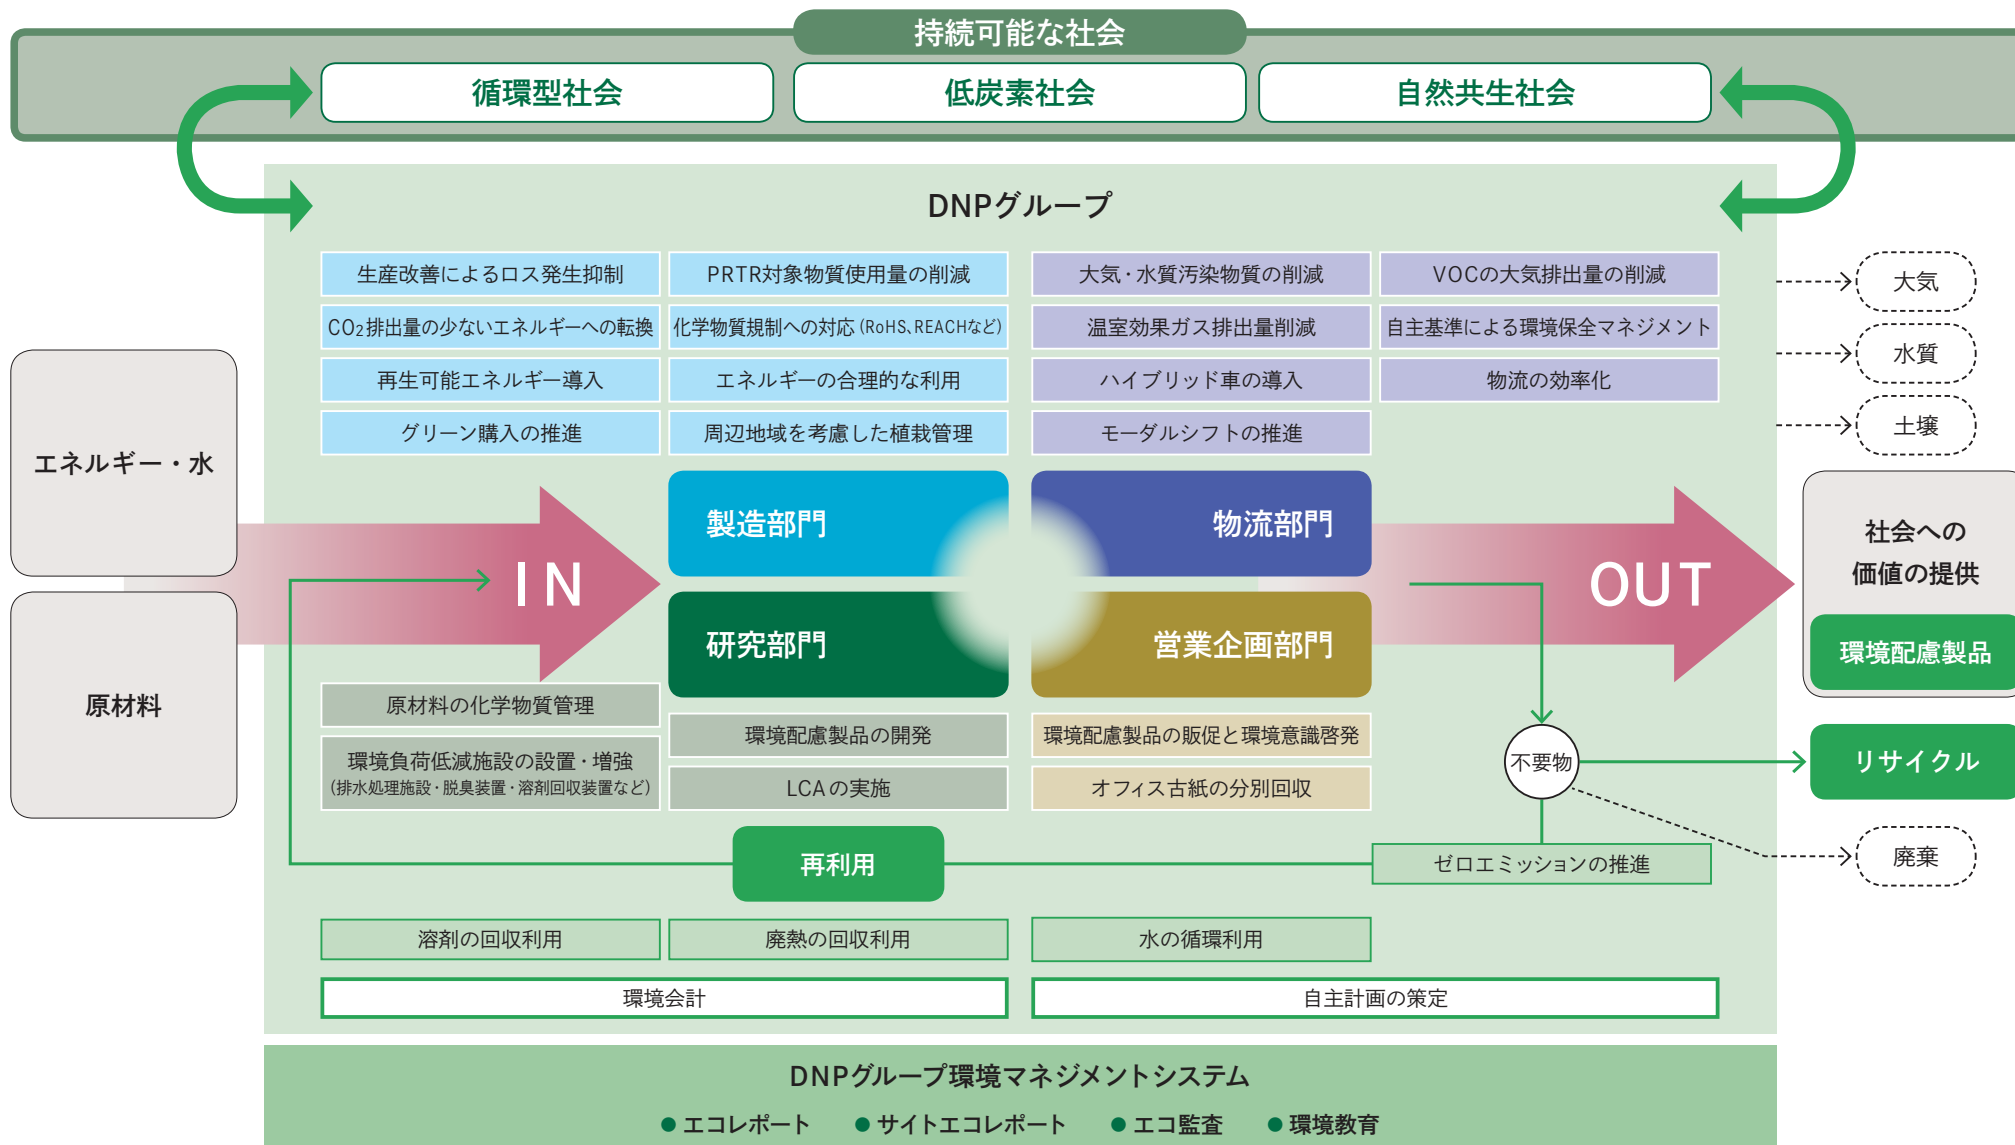 持続可能な社会
循環型社会
低炭素社会
自然共生社会
DNPグループ
生産改善によるロス発生抑制
PRTR対象物質使用量の削減
大気・水質汚染物質の削減
VOCの大気排出量の削減
CO2排出量の少ないエネルギーへの転換
化学物質規制への対応(RoHS、REACHなど)
温室効果ガス排出量削減
自主基準による環境保全マネジメント
再生可能エネルギー導入
エネルギーの合理的な利用
ハイブリッド車の導入
物流の効率化
グリーン購入の推進
周辺地域を考慮した植栽管理
モーダルシフトの推進
大気
水質
土壌
エネルギー・水
原材料
IN
製造部門
物流部門
研究部門
営業企画部門
OUT
社会への
価値の提供
環境配慮製品
原材料の化学物質管理
環境負荷低減施設の設置・増強
(排水処理施設・脱臭装置・溶剤回収装置など)
環境配慮製品の開発
LCAの実施
環境配慮製品の販促と環境意識啓発
オフィス古紙の分別回収
不要物
リサイクル
再利用
ゼロエミッションの推進
廃棄
溶剤の回収利用
廃熱の回収利用
水の循環利用
環境会計
自主計画の策定
DNPグループ環境マネジメントシステム
●エコレポート ●サイトエコレポート ●エコ監査 ●環境教育